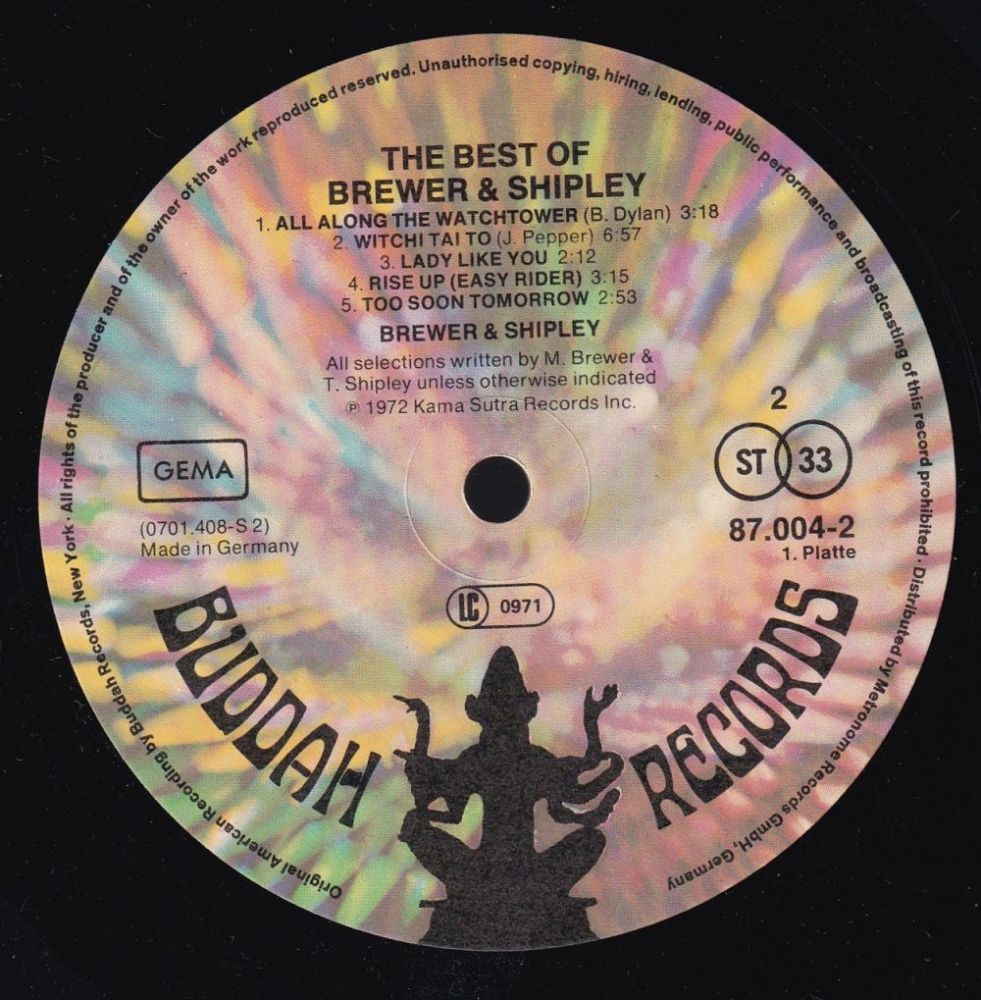 Original American Recording by Buddah Records, New York · All rights of the producer and of the owner of the work reproduced reserved. Unauthorised copying, hiring, lending, public performance and broadcasting of this record prohibited · Distributed by Metronome Records GmbH, Germany
THE BEST OF
BREWER & SHIPLEY
1. ALL ALONG THE WATCHTOWER (B. Dylan) 3:18
2. WITCHI TAI TO (J. Pepper) 6:57
3. LADY LIKE YOU 2:12
4. RISE UP (EASY RIDER) 3:15
5. TOO SOON TOMORROW 2:53
BREWER & SHIPLEY
All selections written by M. Brewer &
T. Shipley unless otherwise indicated
℗ 1972 Kama Sutra Records Inc.
GEMA
(0701.408-S 2)
Made in Germany
2
ST 33
87.004-2
1. Platte
LC 0971
BUDDAH RECORDS